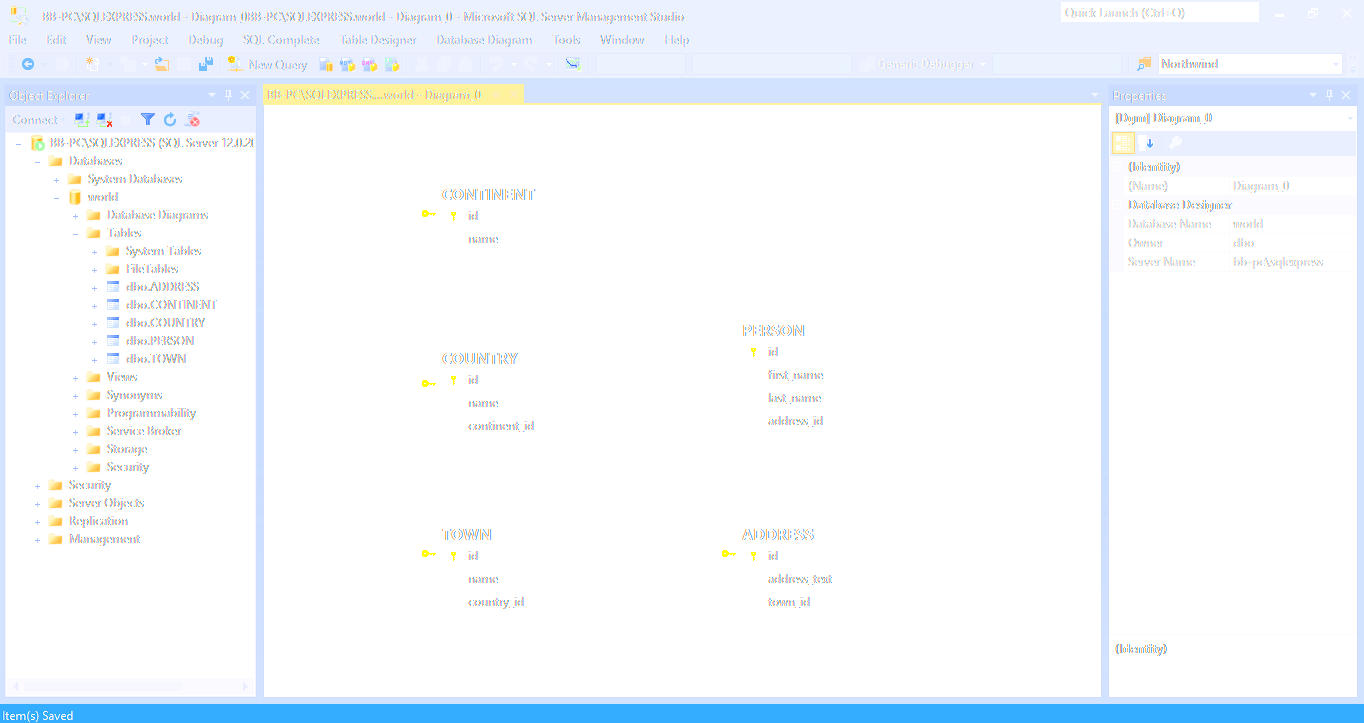 BB-PC\SQLEXPRESS.world - Diagram_0BB-PC\SQLEXPRESS.world - Diagram_0 - Microsoft SQL Server Management Studio
Quick Launch (Ctrl+Q)
File Edit View Project Debug SQL Complete Table Designer Database Diagram Tools Window Help
New Query Generic Debugger Northwind
Object Explorer
Connect
BB-PC\SQLEXPRESS (SQL Server 12.0.20
Databases
System Databases
world
Database Diagrams
Tables
System Tables
FileTables
dbo.ADDRESS
dbo.CONTINENT
dbo.COUNTRY
dbo.PERSON
dbo.TOWN
Views
Synonyms
Programmability
Service Broker
Storage
Security
Security
Server Objects
Replication
Management
BB-PC\SQLEXPRESS....world - Diagram_0
CONTINENT
id
name
COUNTRY
id
name
continent_id
PERSON
id
first_name
last_name
address_id
TOWN
id
name
country_id
ADDRESS
id
address_text
town_id
Properties
[Dgm] Diagram_0
(Identity)
(Name) Diagram_0
Database Designer
Database Name world
Owner dbo
Server Name bb-pc\sqlexpress
(Identity)
Item(s) Saved